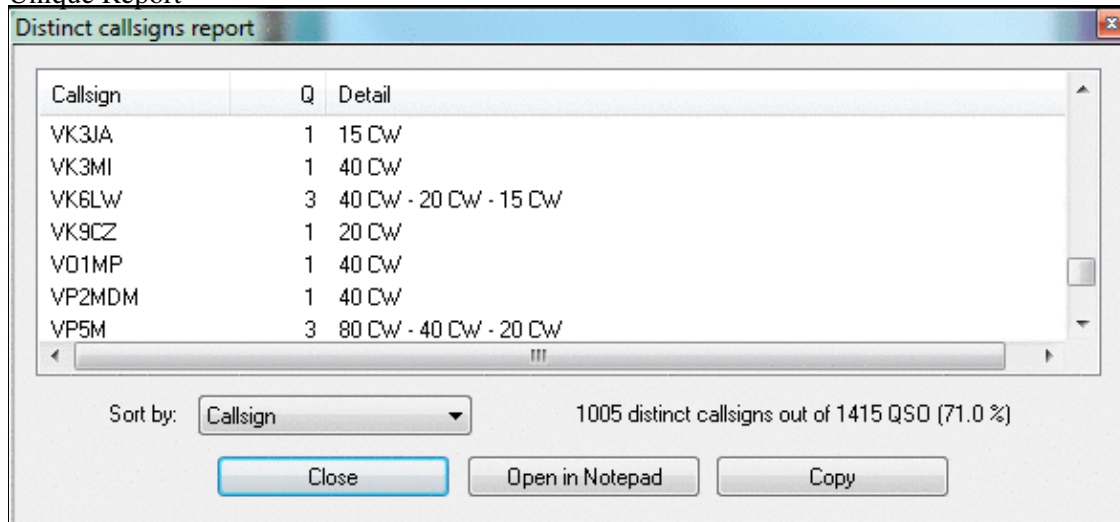 Unique Report
Distinct callsigns report
Callsign Q Detail
VK3JA 1 15 CW
VK3MI 1 40 CW
VK6LW 3 40 CW - 20 CW - 15 CW
VK9CZ 1 20 CW
VO1MP 1 40 CW
VP2MDM 1 40 CW
VP5M 3 80 CW - 40 CW - 20 CW
Sort by: Callsign 1005 distinct callsigns out of 1415 QSO (71.0 %)
Close Open in Notepad Copy